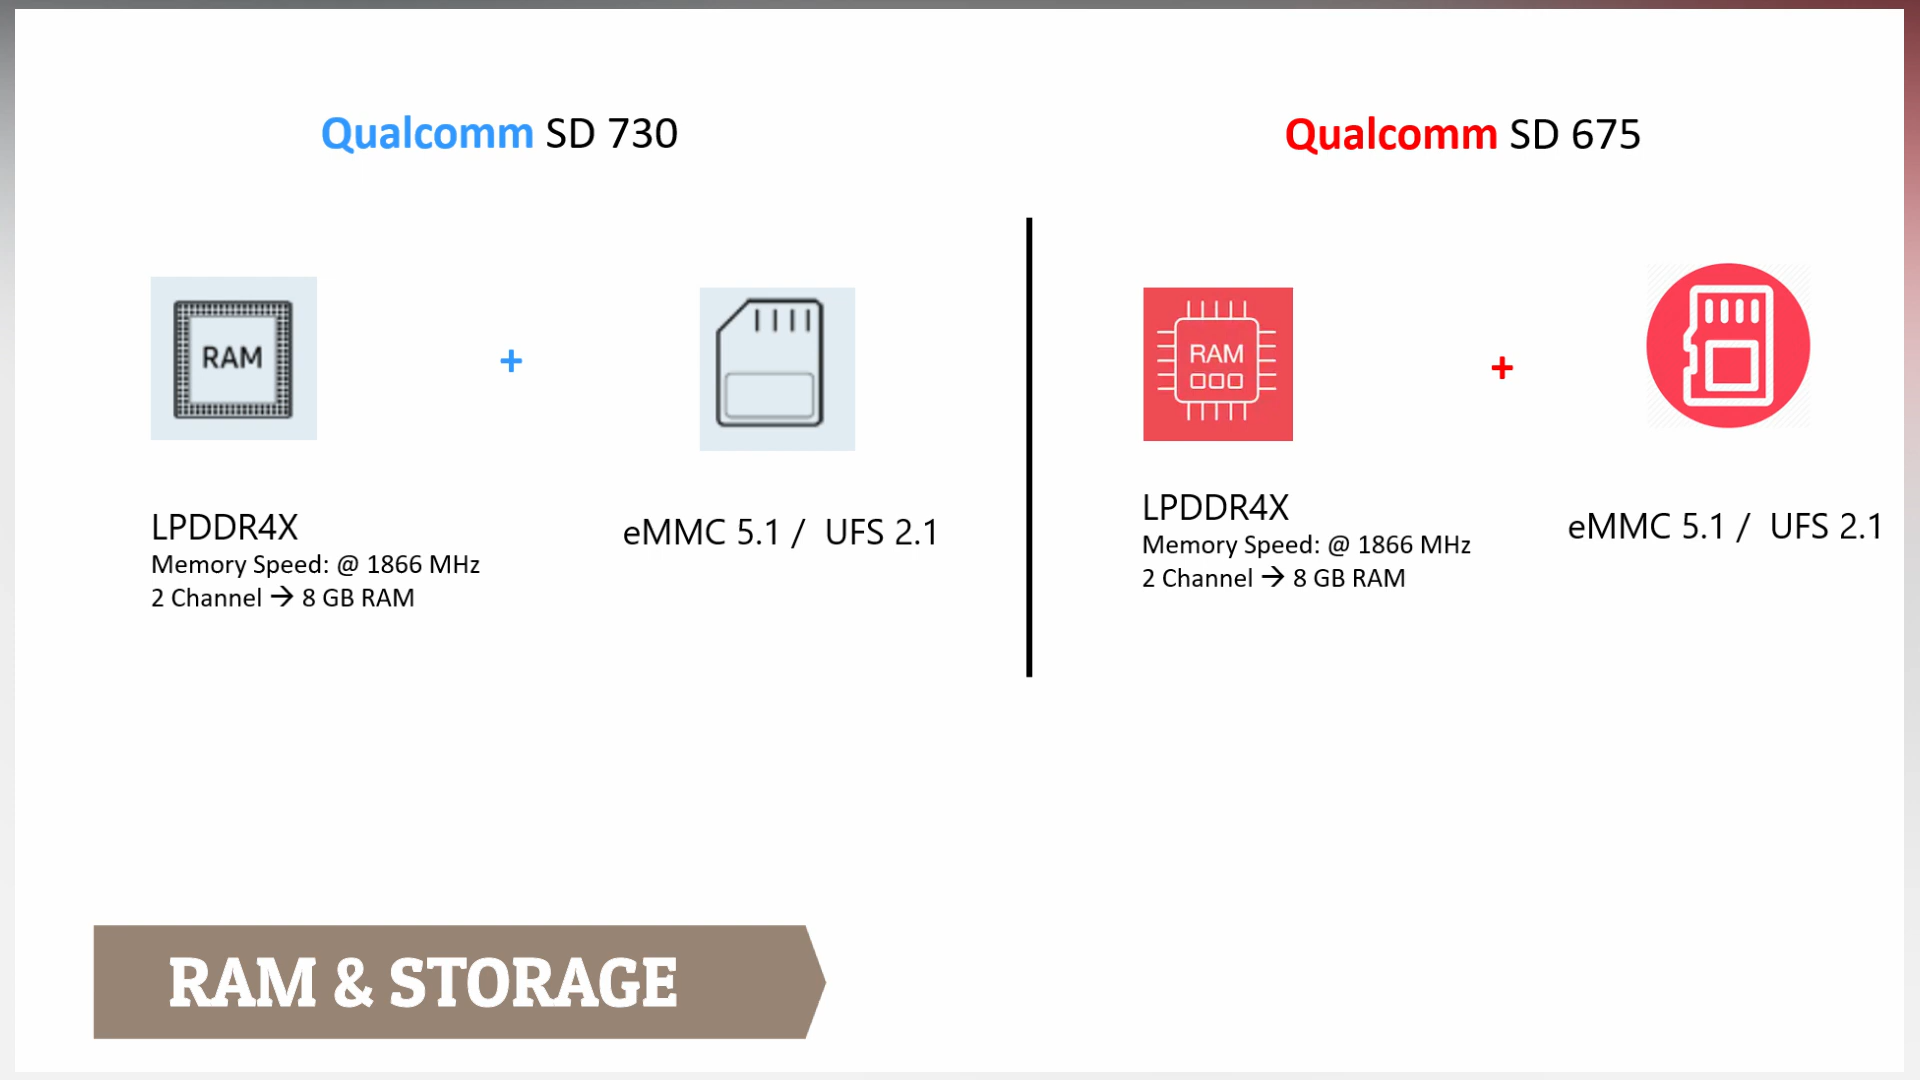 Qualcomm SD 730
RAM
+
LPDDR4X
Memory Speed: @ 1866 MHz
2 Channel → 8 GB RAM
eMMC 5.1 / UFS 2.1
Qualcomm SD 675
RAM
+
LPDDR4X
Memory Speed: @ 1866 MHz
2 Channel → 8 GB RAM
eMMC 5.1 / UFS 2.1
RAM & STORAGE